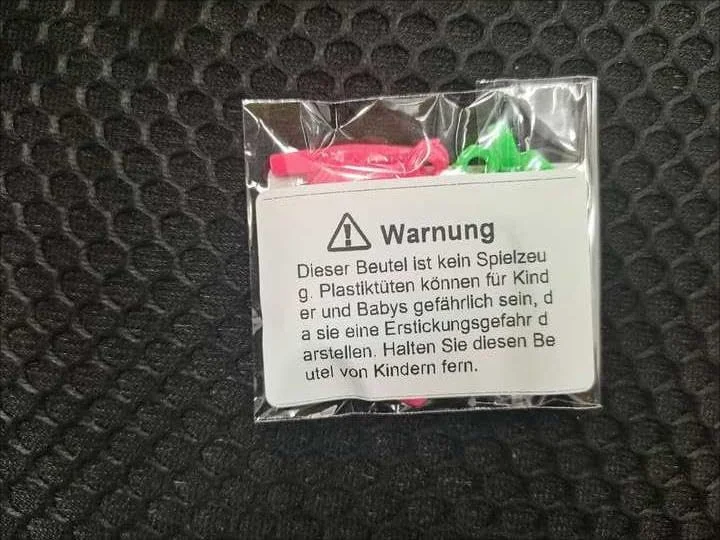 Warnung
Dieser Beutel ist kein Spielzeu
g. Plastiktüten können für Kind
er und Babys gefährlich sein, d
a sie eine Erstickungsgefahr d
arstellen. Halten Sie diesen Be
utel von Kindern fern.